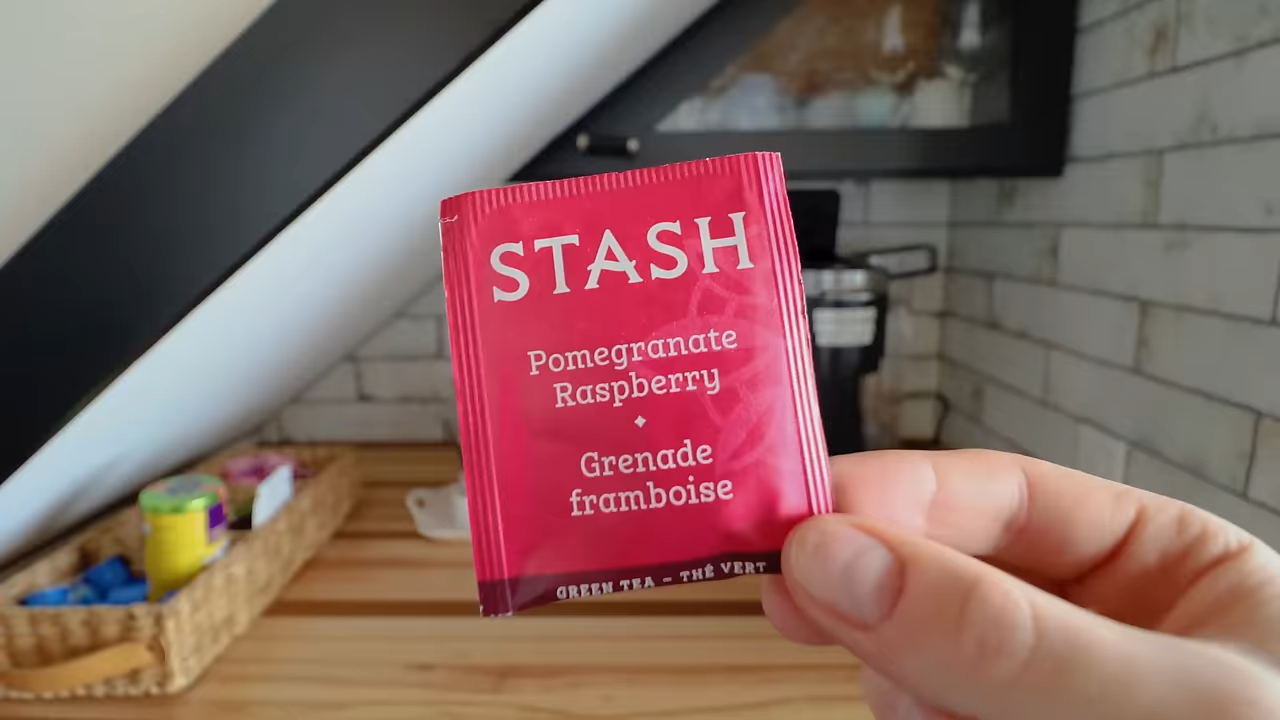 STASH
Pomegranate
Raspberry
Grenade
framboise
GREEN TEA - THÉ VERT